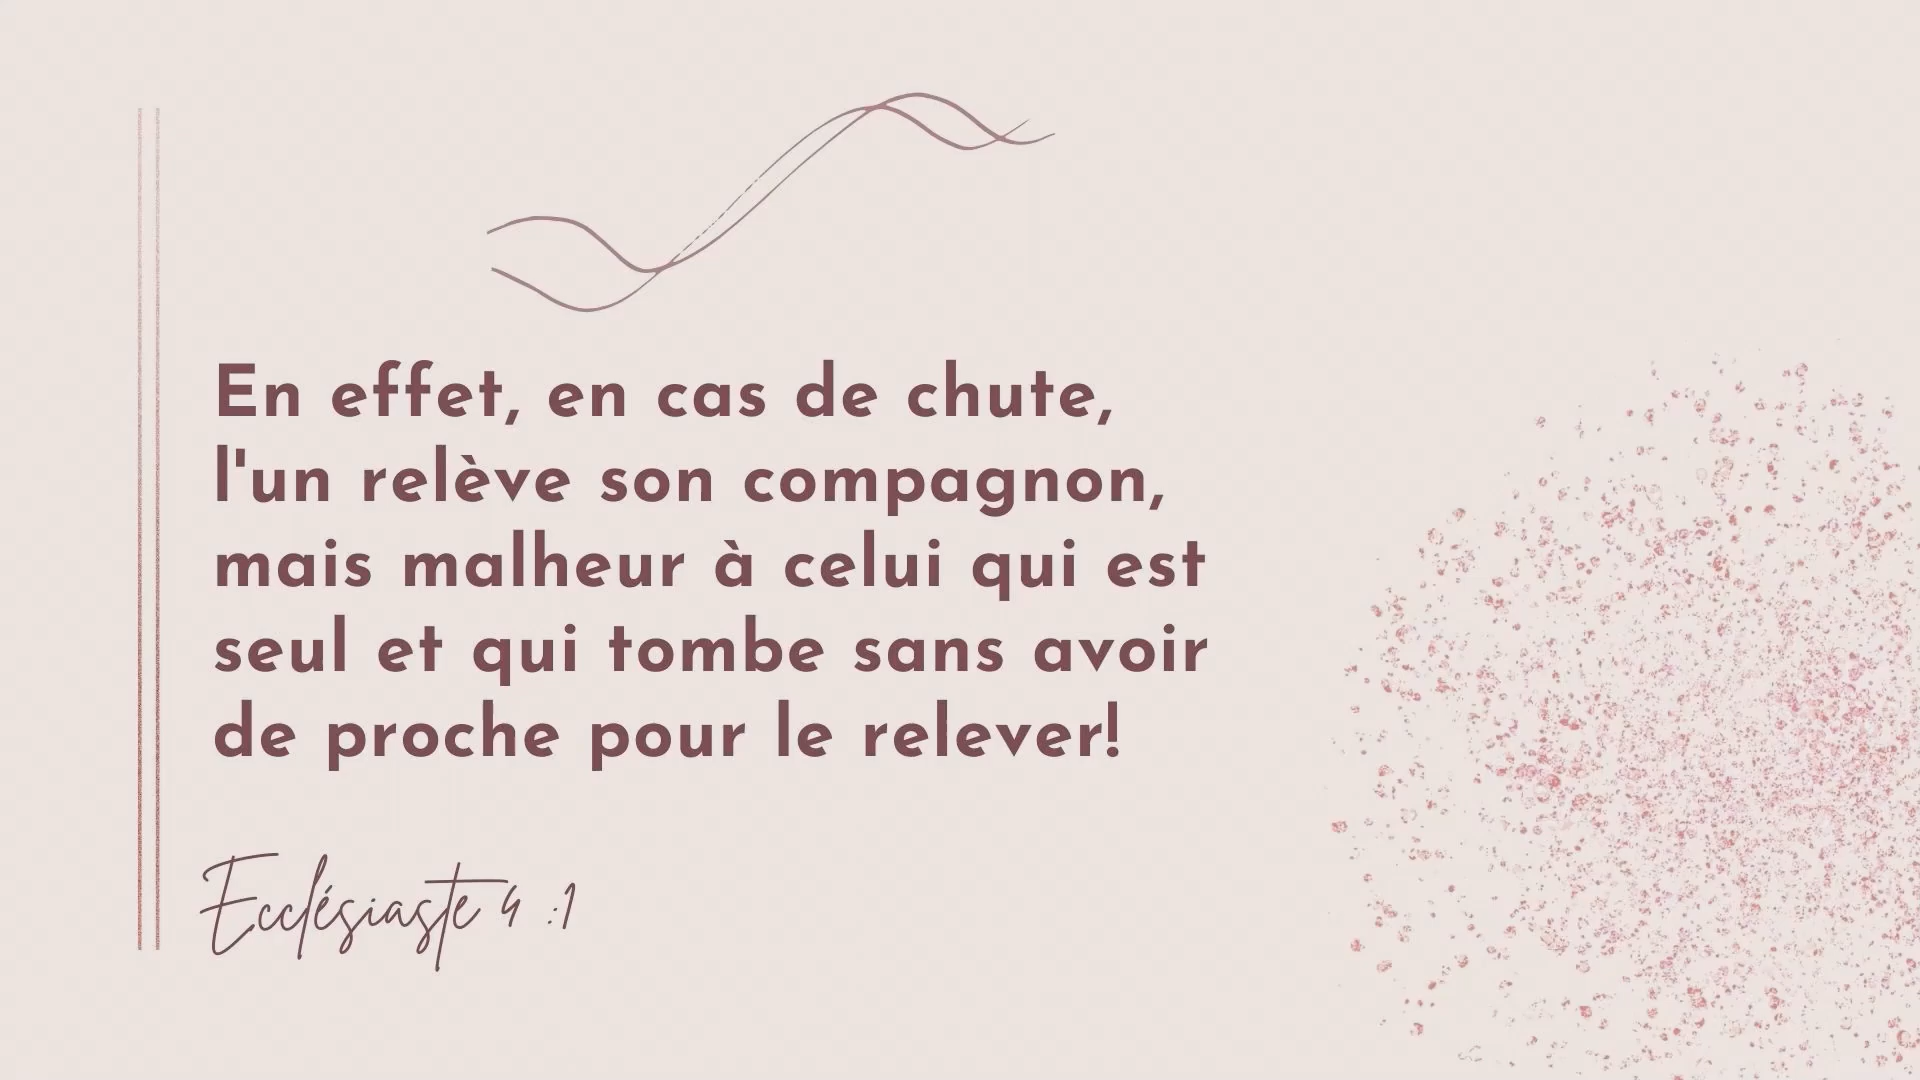 En effet, en cas de chute,
l'un relève son compagnon,
mais malheur à celui qui est
seul et qui tombe sans avoir
de proche pour le relever!
Ecclésiaste 4 :1